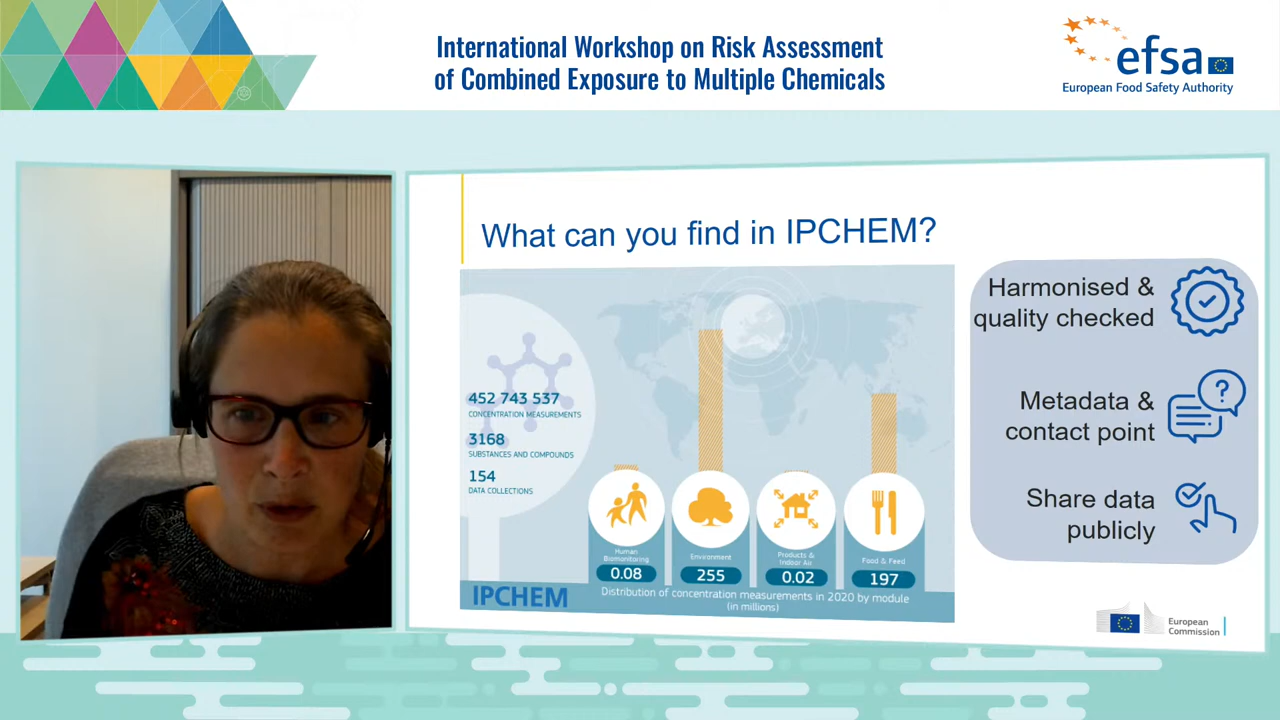 International Workshop on Risk Assessment
of Combined Exposure to Multiple Chemicals
efsa
European Food Safety Authority
What can you find in IPCHEM?
452 743 537
CONCENTRATION MEASUREMENTS
3168
SUBSTANCES AND COMPOUNDS
154
DATA COLLECTIONS
Human
Biomonitoring
0.08
Environment
255
Products &
Indoor Air
0.02
Food & Feed
197
IPCHEM
Distribution of concentration measurements in 2020 by module
(in millions)
Harmonised &
quality checked
Metadata &
contact point
Share data
publicly
European
Commission